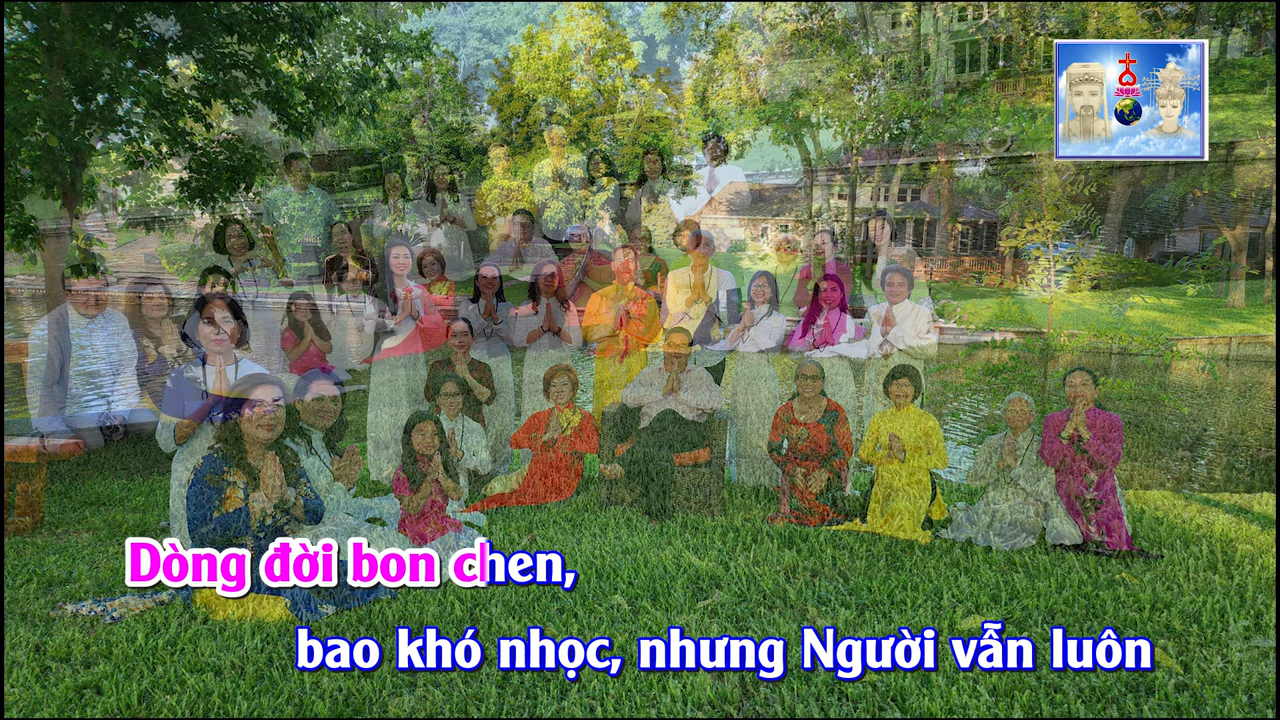 Dòng đời bon chen,
bao khó nhọc, nhưng Người vẫn luôn